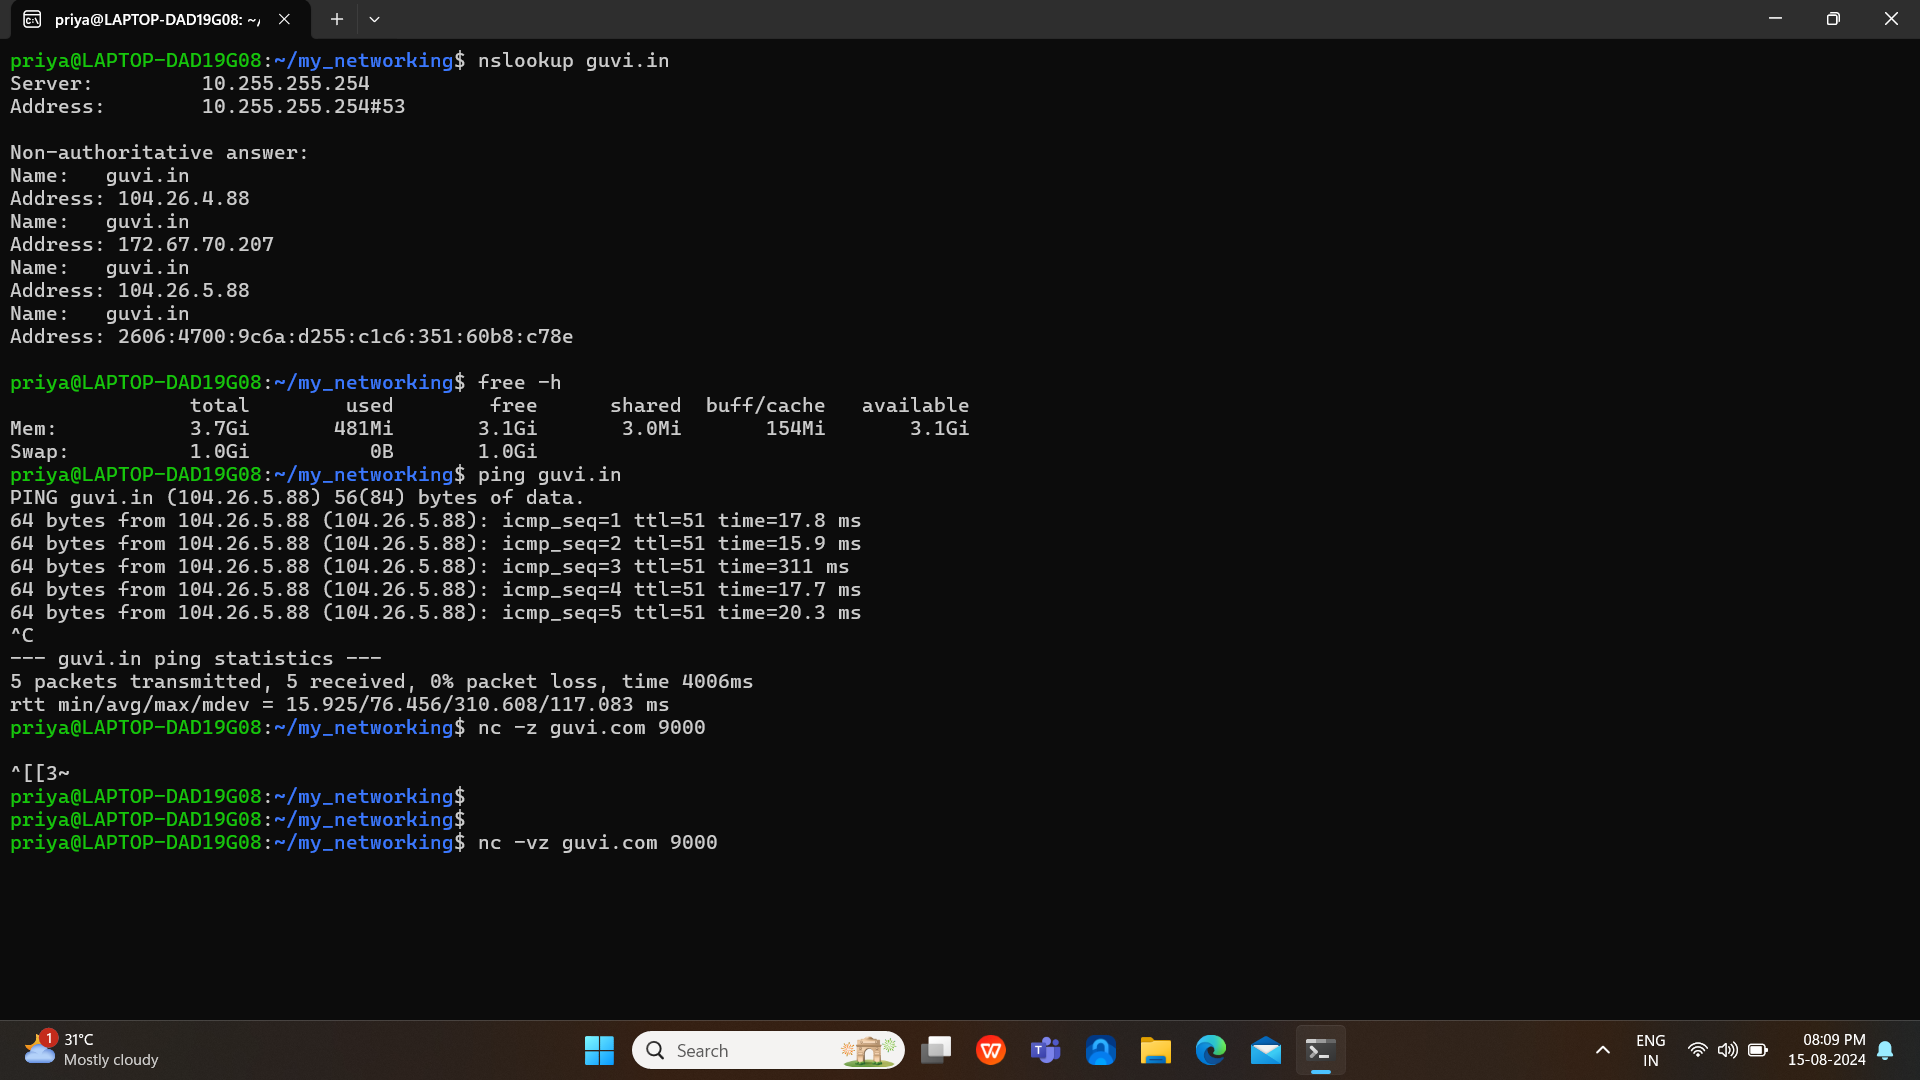 priya@LAPTOP-DAD19G08: ~/
priya@LAPTOP-DAD19G08:~/my_networking$ nslookup guvi.in
Server:         10.255.255.254
Address:        10.255.255.254#53

Non-authoritative answer:
Name:   guvi.in
Address: 104.26.4.88
Name:   guvi.in
Address: 172.67.70.207
Name:   guvi.in
Address: 104.26.5.88
Name:   guvi.in
Address: 2606:4700:9c6a:d255:c1c6:351:60b8:c78e

priya@LAPTOP-DAD19G08:~/my_networking$ free -h
               total        used        free      shared  buff/cache   available
Mem:           3.7Gi       481Mi       3.1Gi       3.0Mi       154Mi       3.1Gi
Swap:          1.0Gi          0B       1.0Gi
priya@LAPTOP-DAD19G08:~/my_networking$ ping guvi.in
PING guvi.in (104.26.5.88) 56(84) bytes of data.
64 bytes from 104.26.5.88 (104.26.5.88): icmp_seq=1 ttl=51 time=17.8 ms
64 bytes from 104.26.5.88 (104.26.5.88): icmp_seq=2 ttl=51 time=15.9 ms
64 bytes from 104.26.5.88 (104.26.5.88): icmp_seq=3 ttl=51 time=311 ms
64 bytes from 104.26.5.88 (104.26.5.88): icmp_seq=4 ttl=51 time=17.7 ms
64 bytes from 104.26.5.88 (104.26.5.88): icmp_seq=5 ttl=51 time=20.3 ms
^C
--- guvi.in ping statistics ---
5 packets transmitted, 5 received, 0% packet loss, time 4006ms
rtt min/avg/max/mdev = 15.925/76.456/310.608/117.083 ms
priya@LAPTOP-DAD19G08:~/my_networking$ nc -z guvi.com 9000

^[[3~
priya@LAPTOP-DAD19G08:~/my_networking$
priya@LAPTOP-DAD19G08:~/my_networking$
priya@LAPTOP-DAD19G08:~/my_networking$ nc -vz guvi.com 9000
1
31°C
Mostly cloudy
Search
ENG
IN
08:09 PM
15-08-2024